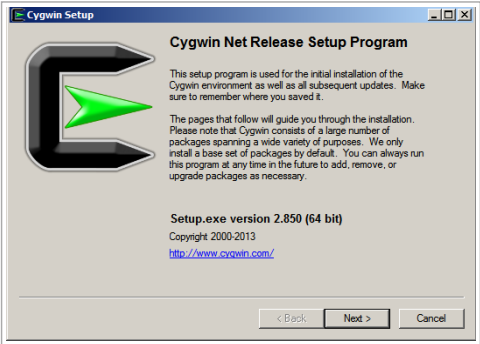 Cygwin Setup
Cygwin Net Release Setup Program
This setup program is used for the initial installation of the
Cygwin environment as well as all subsequent updates. Make
sure to remember where you saved it.
The pages that follow will guide you through the installation.
Please note that Cygwin consists of a large number of
packages spanning a wide variety of purposes. We only
install a base set of packages by default. You can always run
this program at any time in the future to add, remove, or
upgrade packages as necessary.
Setup.exe version 2.850 (64 bit)
Copyright 2000-2013
http://www.cygwin.com/
< Back
Next >
Cancel